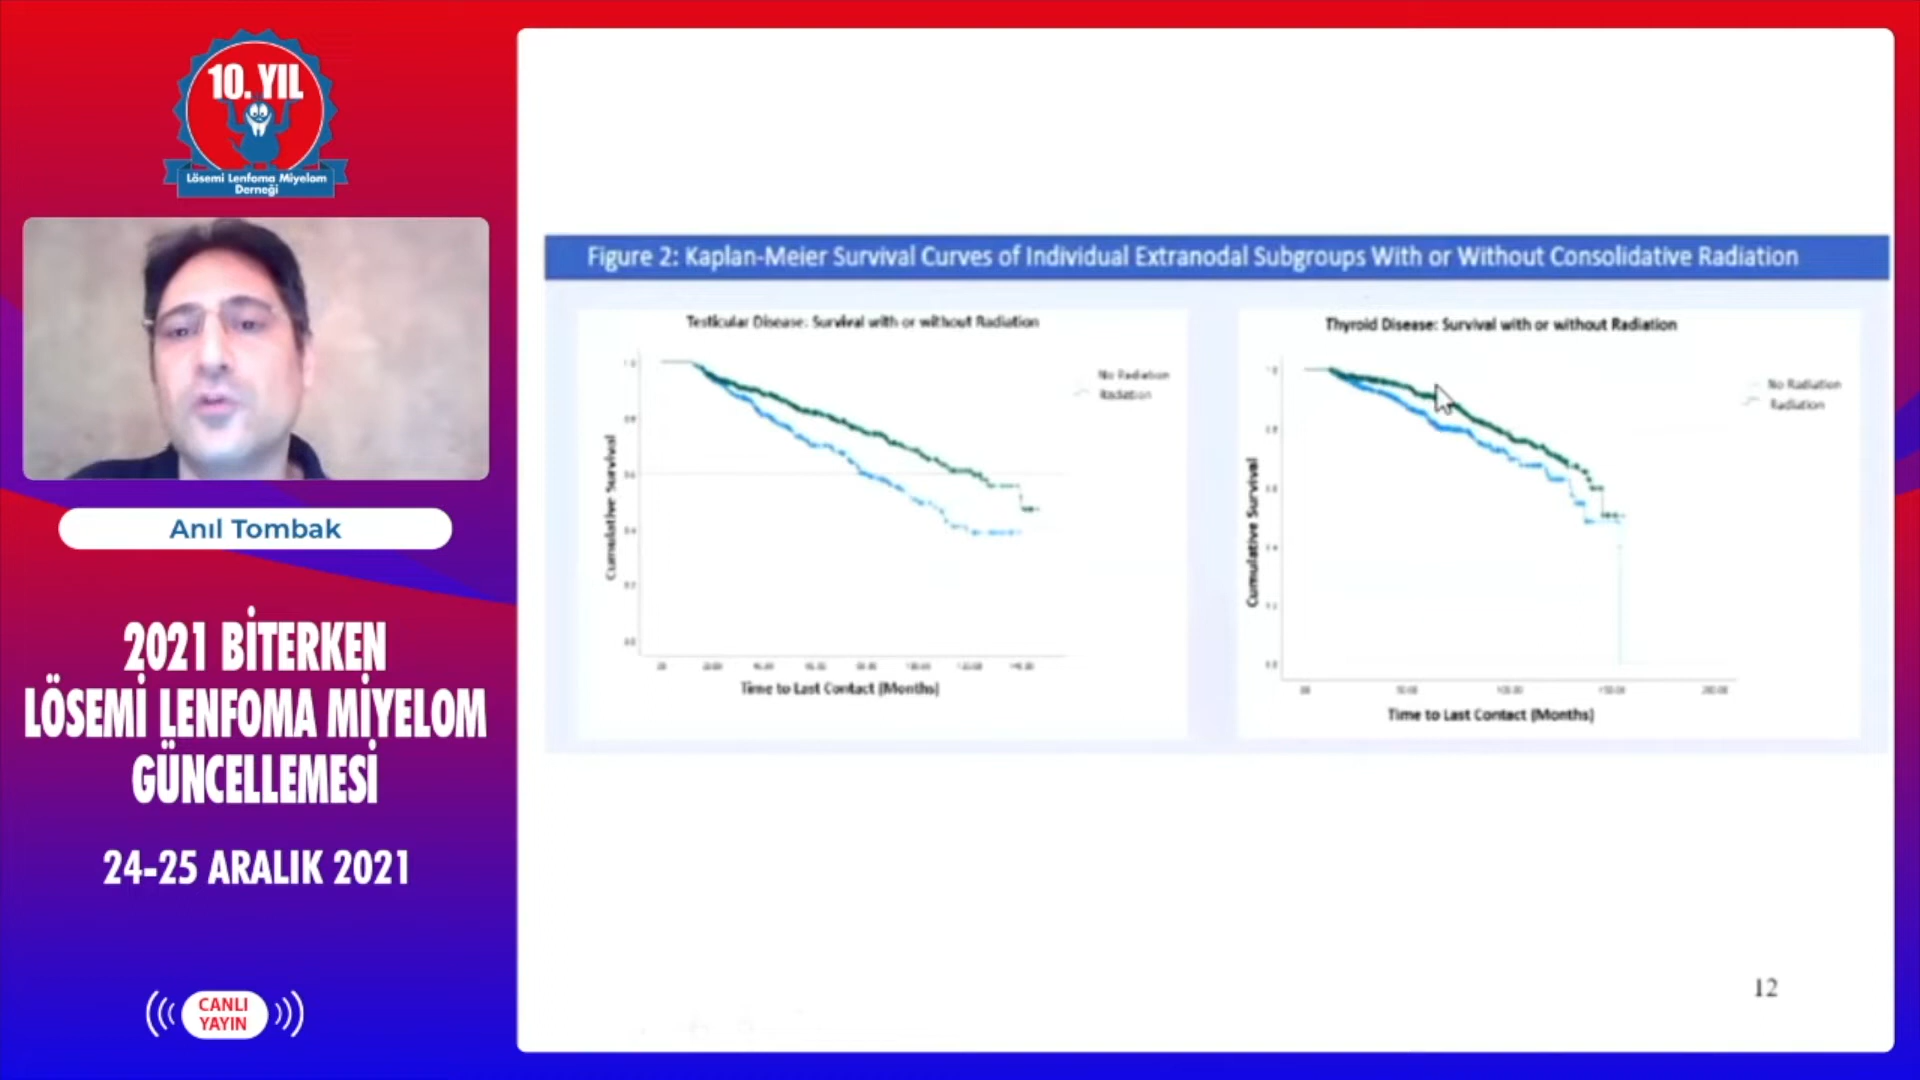 10. YIL
Lösemi Lenfoma Miyelom
Derneği
Anıl Tombak
2021 BİTERKEN
LÖSEMİ LENFOMA MİYELOM
GÜNCELLEMESİ
24-25 ARALIK 2021
CANLI
YAYIN
Figure 2: Kaplan-Meier Survival Curves of Individual Extranodal Subgroups With or Without Consolidative Radiation
Testicular Disease: Survival with or without Radiation
No Radiation
Radiation
Cumulative Survival
Time to Last Contact (Months)
Thyroid Disease: Survival with or without Radiation
No Radiation
Radiation
Cumulative Survival
Time to Last Contact (Months)
12